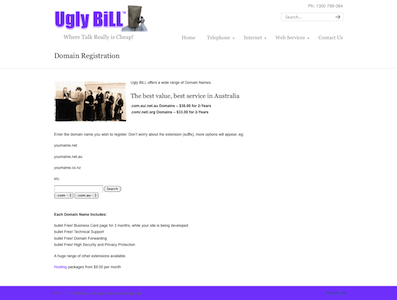 Ugly BiLL™
Where Talk Really is Cheap!
Ph: 1300 789 084
Search...
Home
Telephone
Internet
Web Services
Contact Us
Domain Registration
Ugly BiLL offers a wide range of Domain Names.
The best value, best service in Australia
.com.au/.net.au Domains – $35.00 for 2-Years
.com/.net/.org Domains – $33.00 for 2-Years
Enter the domain name you wish to register. Don't worry about the extension (suffix), more options will appear. eg:
yourname.net
yourname.net.au
yourname.co.nz
etc.
Search
.com
.com.au
Each Domain Name Includes:
bullet Free! Business Card page for 3 months, while your site is being developed
bullet Free! Technical Support
bullet Free! Domain Forwarding
bullet Free! High Security and Privacy Protection
A huge range of other extensions available.
Hosting packages from $9.00 per month